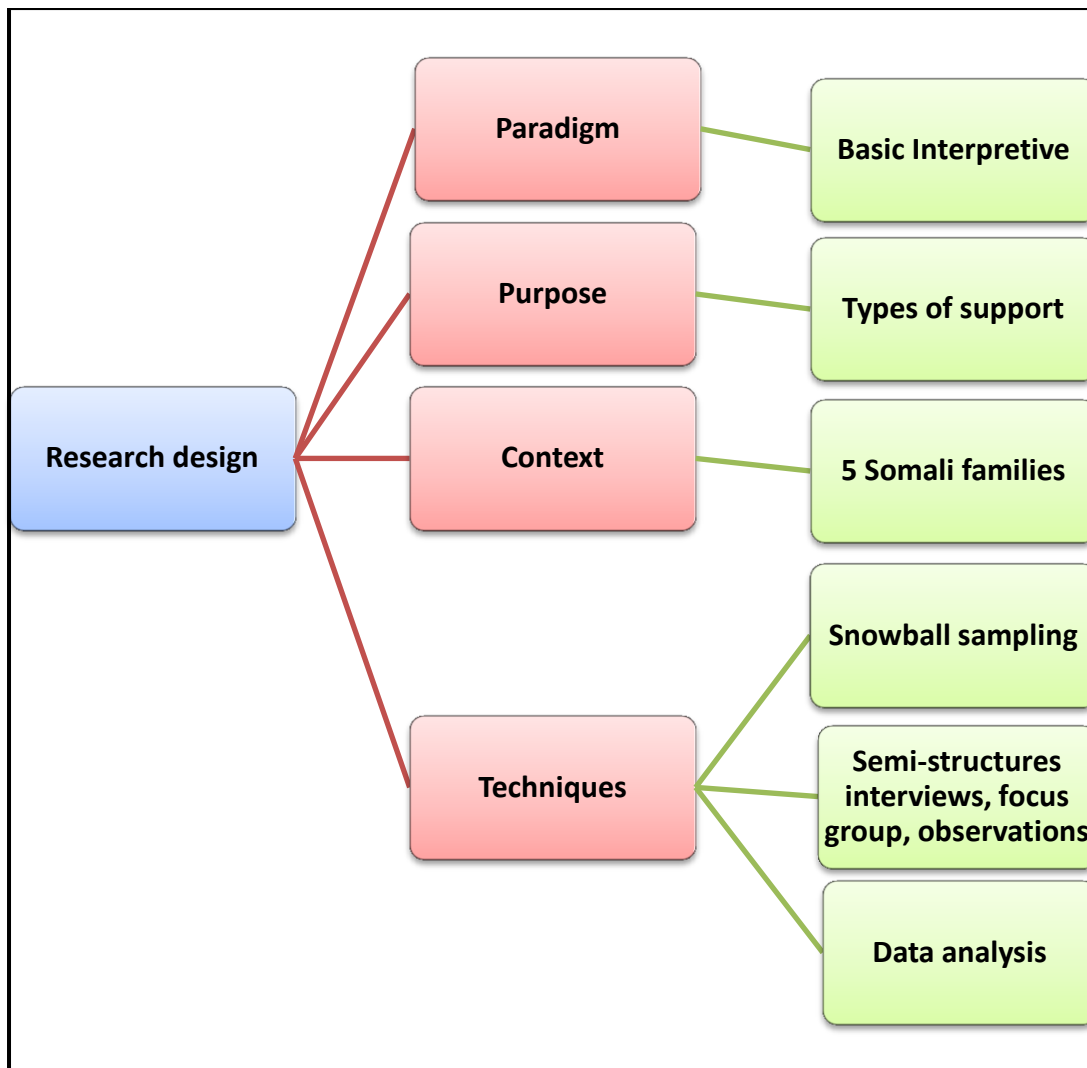 Research design
Paradigm
Basic Interpretive
Purpose
Types of support
Context
5 Somali families
Techniques
Snowball sampling
Semi-structures
interviews, focus
group, observations
Data analysis